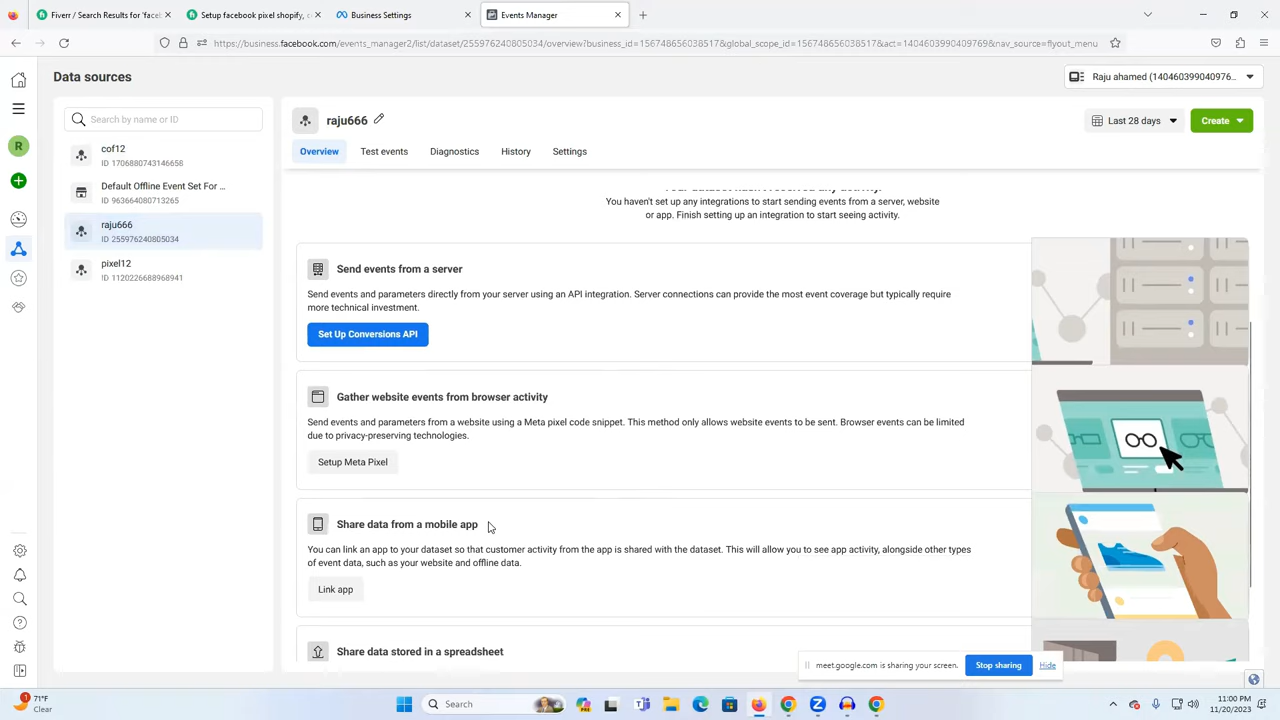 Fiverr / Search Results for 'face
Setup facebook pixel shopify, c
Business Settings
Events Manager
https://business.facebook.com/events_manager2/list/dataset/255976240805034/overview?business_id=156748656038517&global_scope_id=156748656038517&act=1404603990409769&nav_source=flyout_menu
Data sources
Raju ahamed (140460399040976...
Search by name or ID
raju666
Last 28 days
Create
cof12
ID 1706880743146658
Overview
Test events
Diagnostics
History
Settings
Default Offline Event Set For ...
ID 963664080713265
raju666
ID 255976240805034
pixel12
ID 1120226688968941
R
You haven't set up any integrations to start sending events from a server, website
or app. Finish setting up an integration to start seeing activity.
Send events from a server
Send events and parameters directly from your server using an API integration. Server connections can provide the most event coverage but typically require
more technical investment.
Set Up Conversions API
Gather website events from browser activity
Send events and parameters from a website using a Meta pixel code snippet. This method only allows website events to be sent. Browser events can be limited
due to privacy-preserving technologies.
Setup Meta Pixel
Share data from a mobile app
You can link an app to your dataset so that customer activity from the app is shared with the dataset. This will allow you to see app activity, alongside other types
of event data, such as your website and offline data.
Link app
Share data stored in a spreadsheet
meet.google.com is sharing your screen.
Stop sharing
Hide
71°F
Clear
Search
11:00 PM
11/20/2023